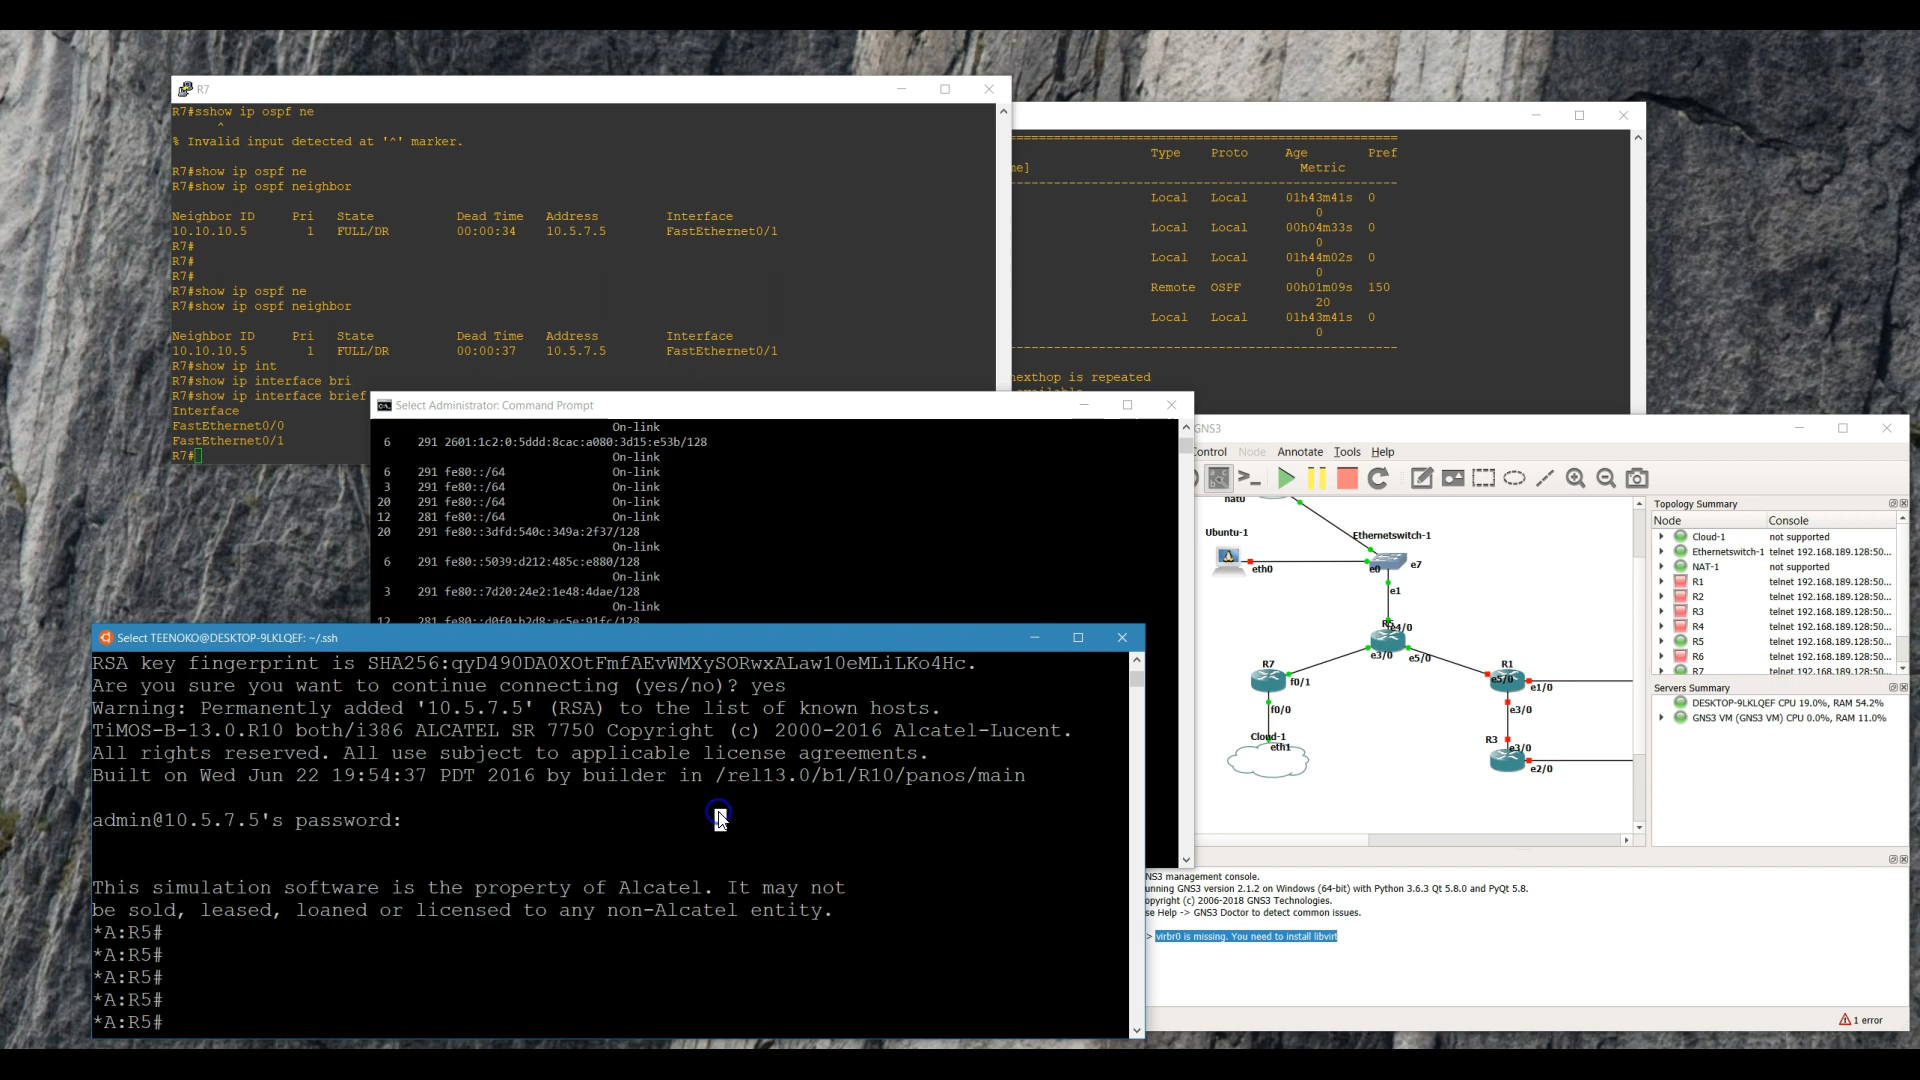 R7
R7#sshow ip ospf ne
^
% Invalid input detected at '^' marker.
R7#show ip ospf ne
R7#show ip ospf neighbor
Neighbor ID Pri State Dead Time Address Interface
10.10.10.5 1 FULL/DR 00:00:34 10.5.7.5 FastEthernet0/1
R7#
R7#
R7#
R7#show ip ospf ne
R7#show ip ospf neighbor
Neighbor ID Pri State Dead Time Address Interface
10.10.10.5 1 FULL/DR 00:00:37 10.5.7.5 FastEthernet0/1
R7#show ip int
R7#show ip interface bri
R7#show ip interface brief
Interface
FastEthernet0/0
FastEthernet0/1
R7#
Type Proto Age Pref
me] Metric
Local Local 01h43m41s 0
0
Local Local 00h04m33s 0
0
Local Local 01h44m02s 0
0
Remote OSPF 00h01m09s 150
20
Local Local 01h43m41s 0
0
nexthop is repeated
Select Administrator: Command Prompt
On-link
6 291 2601:1c2:0:5ddd:8cac:a080:3d15:e53b/128
On-link
6 291 fe80::/64 On-link
3 291 fe80::/64 On-link
20 291 fe80::/64 On-link
12 281 fe80::/64 On-link
20 291 fe80::3dfd:540c:349a:2f37/128
On-link
6 291 fe80::5039:d212:485c:e880/128
On-link
3 291 fe80::7d20:24e2:1e48:4dae/128
On-link
12 281 fe80::d0f0:b2d8:ac5e:91fc/128
Select TEENOKO@DESKTOP-9LKLQEF: ~/.ssh
RSA key fingerprint is SHA256:qyD490DA0XOtFmfAEvWMXySORwxALaw10eMLiLKo4Hc.
Are you sure you want to continue connecting (yes/no)? yes
Warning: Permanently added '10.5.7.5' (RSA) to the list of known hosts.
TiMOS-B-13.0.R10 both/i386 ALCATEL SR 7750 Copyright (c) 2000-2016 Alcatel-Lucent.
All rights reserved. All use subject to applicable license agreements.
Built on Wed Jun 22 19:54:37 PDT 2016 by builder in /rel13.0/b1/R10/panos/main
admin@10.5.7.5's password:
This simulation software is the property of Alcatel. It may not
be sold, leased, loaned or licensed to any non-Alcatel entity.
*A:R5#
*A:R5#
*A:R5#
*A:R5#
*A:R5#
GNS3
ontrol Node Annotate Tools Help
nat0
Ubuntu-1
eth0
Ethernetswitch-1
e0 e7
e1
e4/0
e3/0 e5/0
R7
f0/1
f0/0
Cloud-1
eth1
R1
e5/0 e1/0
e3/0
R3
e3/0
e2/0
Topology Summary
Node Console
Cloud-1 not supported
Ethernetswitch-1 telnet 192.168.189.128:50...
NAT-1 not supported
R1 telnet 192.168.189.128:50...
R2 telnet 192.168.189.128:50...
R3 telnet 192.168.189.128:50...
R4 telnet 192.168.189.128:50...
R5 telnet 192.168.189.128:50...
R6 telnet 192.168.189.128:50...
R7 telnet 192.168.189.128:50...
Servers Summary
DESKTOP-9LKLQEF CPU 19.0%, RAM 54.2%
GNS3 VM (GNS3 VM) CPU 0.0%, RAM 11.0%
NS3 management console.
unning GNS3 version 2.1.2 on Windows (64-bit) with Python 3.6.3 Qt 5.8.0 and PyQt 5.8.
opyright (c) 2006-2018 GNS3 Technologies.
se Help -> GNS3 Doctor to detect common issues.
> virbr0 is missing. You need to install libvirt
1 error